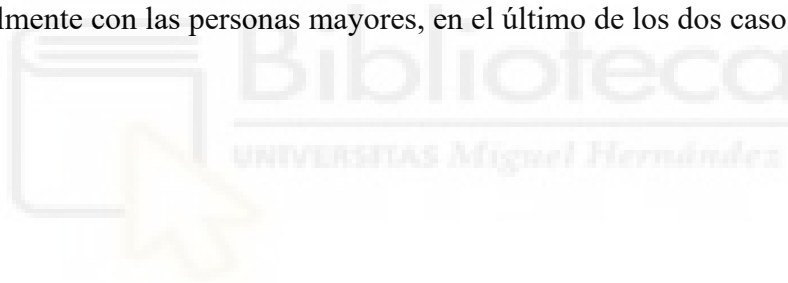 lmente con las personas mayores, en el último de los dos caso
Biblioteca
UNIVERSITAS Miguel Hernández